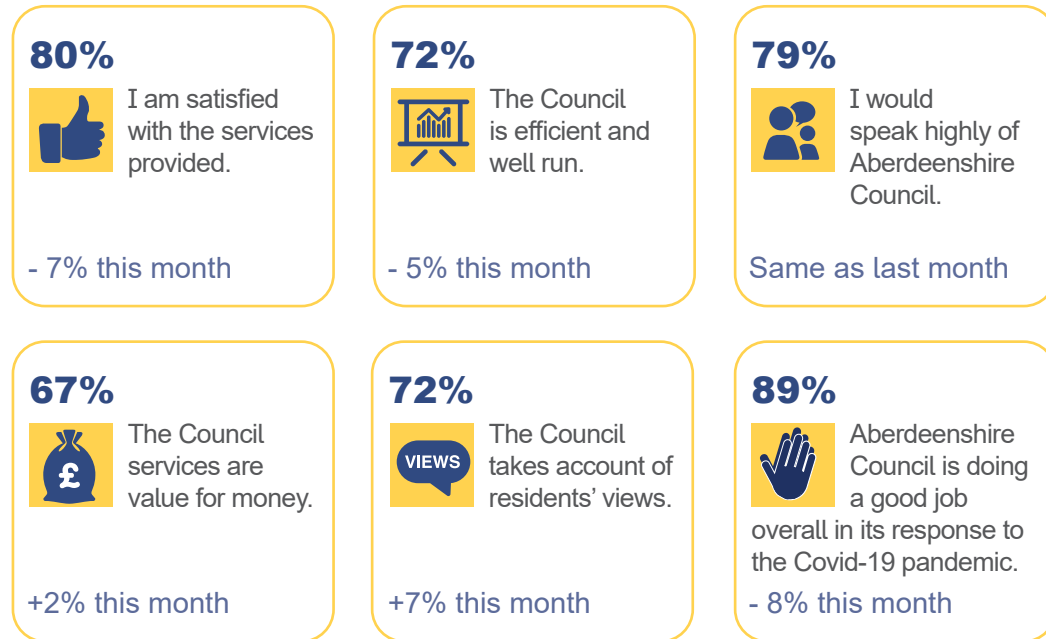 80%
I am satisfied
with the services
provided.
- 7% this month
72%
The Council
is efficient and
well run.
- 5% this month
79%
I would
speak highly of
Aberdeenshire
Council.
Same as last month
67%
£
The Council
services are
value for money.
+2% this month
72%
VIEWS
The Council
takes account of
residents’ views.
+7% this month
89%
Aberdeenshire
Council is doing
a good job
overall in its response to
the Covid-19 pandemic.
- 8% this month